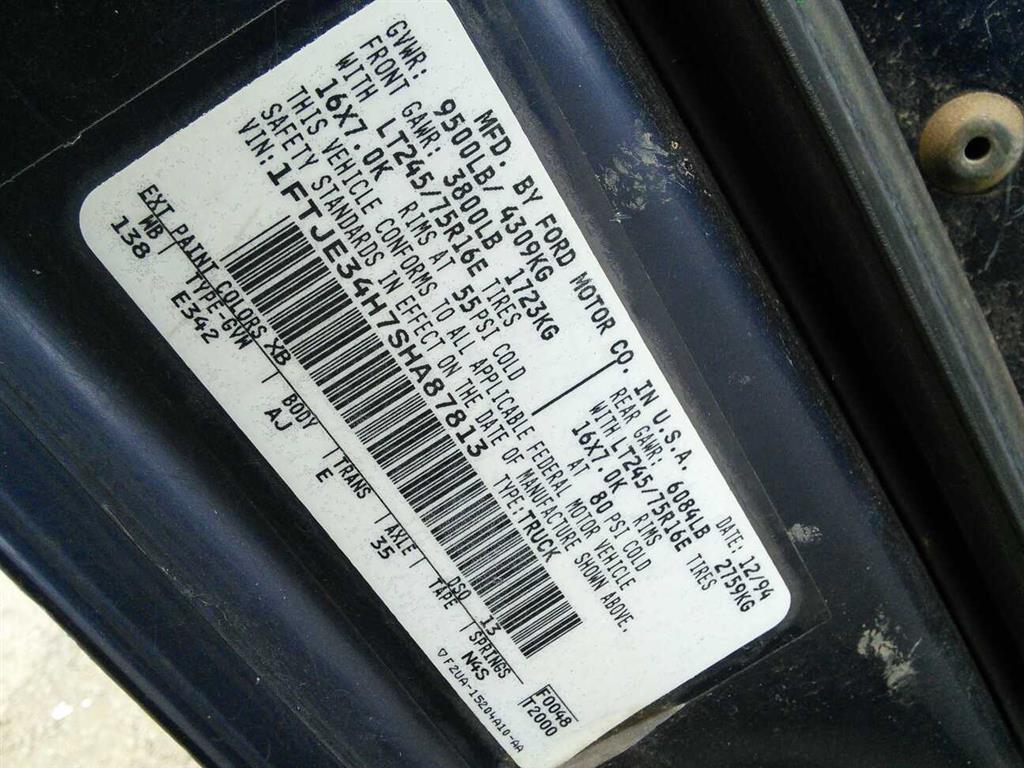 MFD. BY FORD MOTOR CO. IN U.S.A.
DATE: 12/94
GVWR: 9500LB/ 4309KG
FRONT GAWR: 3800LB 1723KG
REAR GAWR: 6084LB 2759KG
WITH LT245/75R16E TIRES
WITH LT245/75R16E TIRES
16X7.0K RIMS AT 55 PSI COLD
16X7.0K RIMS AT 80 PSI COLD
THIS VEHICLE CONFORMS TO ALL APPLICABLE FEDERAL MOTOR VEHICLE
SAFETY STANDARDS IN EFFECT ON THE DATE OF MANUFACTURE SHOWN ABOVE.
VIN: 1FTJE34H7SHA87813
TYPE: TRUCK
EXT PAINT COLORS XB
DSO 13
F0048
T2000
WB TYPE-GVW BODY TRANS AXLE TAPE SPRINGS
138 E342 AJ E 35 N4S
▽F2UA-15204A10-AA